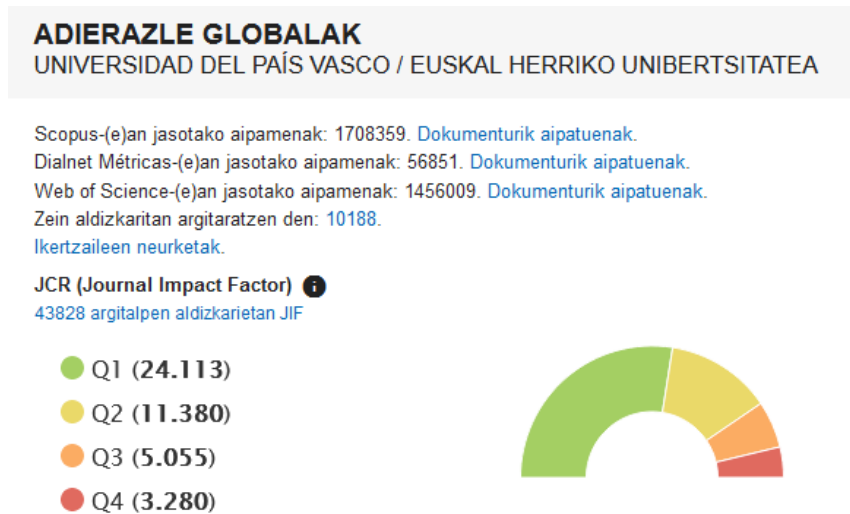 ADIERAZLE GLOBALAK
UNIVERSIDAD DEL PAÍS VASCO / EUSKAL HERRIKO UNIBERTSITATEA
Scopus-(e)an jasotako aipamenak: 1708359. Dokumenturik aipatuenak.
Dialnet Métricas-(e)an jasotako aipamenak: 56851. Dokumenturik aipatuenak.
Web of Science-(e)an jasotako aipamenak: 1456009. Dokumenturik aipatuenak.
Zein aldizkaritan argitaratzen den: 10188.
Ikertzaileen neurketak.
JCR (Journal Impact Factor) i
43828 argitalpen aldizkarietan JIF
Q1 (24.113)
Q2 (11.380)
Q3 (5.055)
Q4 (3.280)